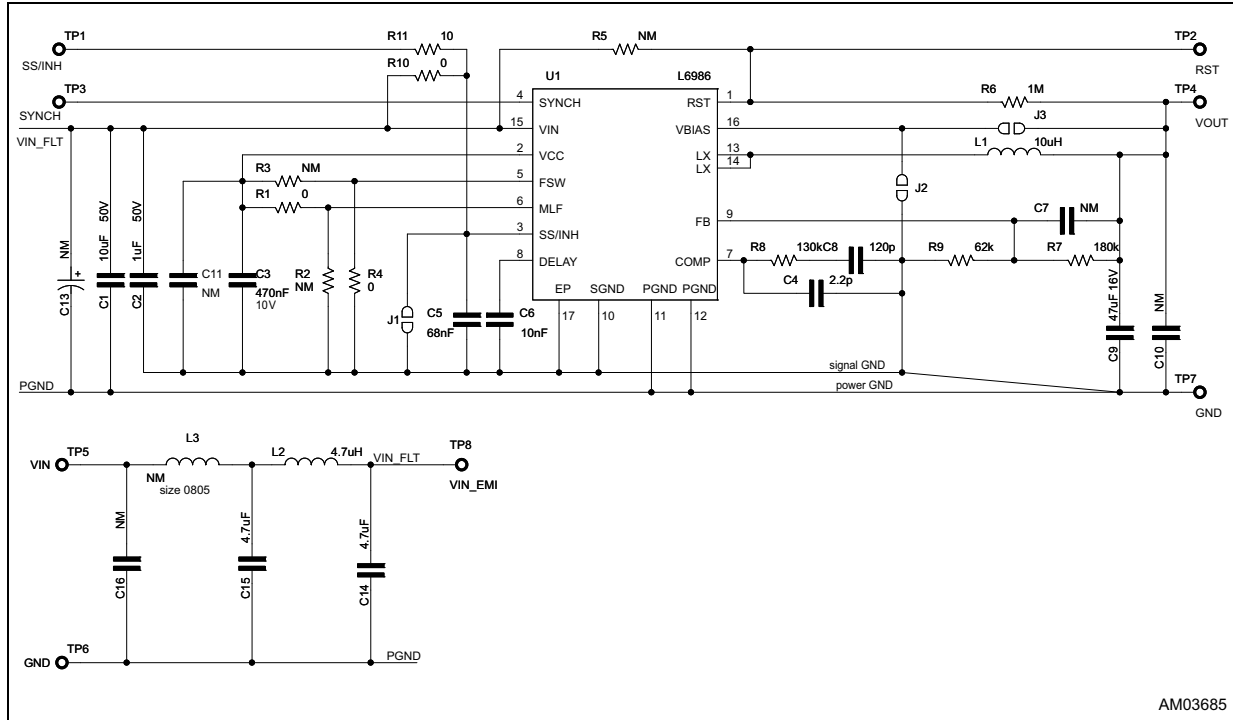 TP1
SS/INH
R11 10
R10 0
R5 NM
TP2
RST
U1 L6986
TP3
SYNCH
4 SYNCH
RST 1
R6 1M
TP4
VOUT
VIN_FLT
15 VIN
VBIAS 16
J3
2 VCC
LX 13
LX 14
L1 10uH
R3 NM
5 FSW
R1 0
6 MLF
J2
FB 9
C7 NM
3 SS/INH
8 DELAY
COMP 7
R8 130k
C8 120p
R9 62k
R7 180k
C4 2.2p
EP SGND PGND PGND
17 10 11 12
C13 NM
+
C1 10uF 50V
C2 1uF 50V
C11
NM
C3
470nF
10V
R2
NM
R4
0
J1
C5
68nF
C6
10nF
C9 47uF 16V
C10 NM
signal GND
PGND
power GND
TP7
GND
VIN TP5
L3
NM
size 0805
L2 4.7uH
VIN_FLT
TP8
VIN_EMI
C16 NM
C15 4.7uF
C14 4.7uF
GND TP6
PGND
AM03685